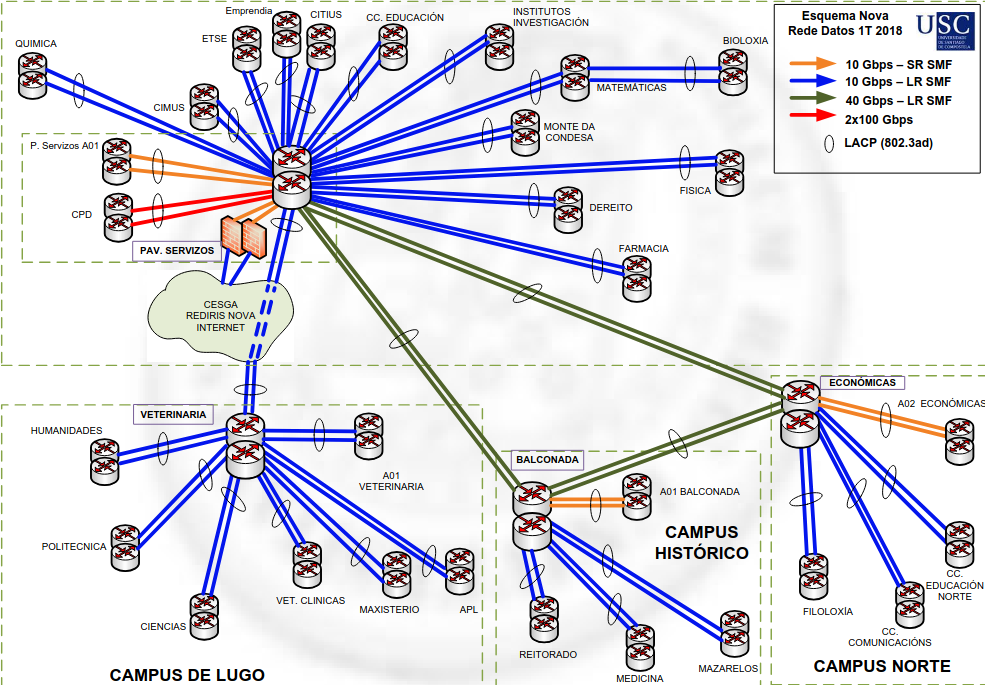 Emprendia
CITIUS
CC. EDUCACIÓN
INSTITUTOS
INVESTIGACIÓN
ETSE
QUIMICA
CIMUS
MATEMÁTICAS
BIOLOXIA
MONTE DA
CONDESA
P. Servizos A01
FISICA
CPD
DEREITO
PAV. SERVIZOS
FARMACIA
CESGA
REDIRIS NOVA
INTERNET
Esquema Nova
Rede Datos 1T 2018
USC
UNIVERSIDADE
DE SANTIAGO
DE COMPOSTELA
10 Gbps – SR SMF
10 Gbps – LR SMF
40 Gbps – LR SMF
2x100 Gbps
LACP (802.3ad)
VETERINARIA
HUMANIDADES
A01
VETERINARIA
POLITECNICA
VET. CLINICAS
MAXISTERIO
APL
CIENCIAS
CAMPUS DE LUGO
BALCONADA
A01 BALCONADA
CAMPUS
HISTÓRICO
REITORADO
MEDICINA
MAZARELOS
ECONÓMICAS
A02 ECONÓMICAS
FILOLOXÍA
CC.
EDUCACIÓN
NORTE
CC.
COMUNICACIÓNS
CAMPUS NORTE